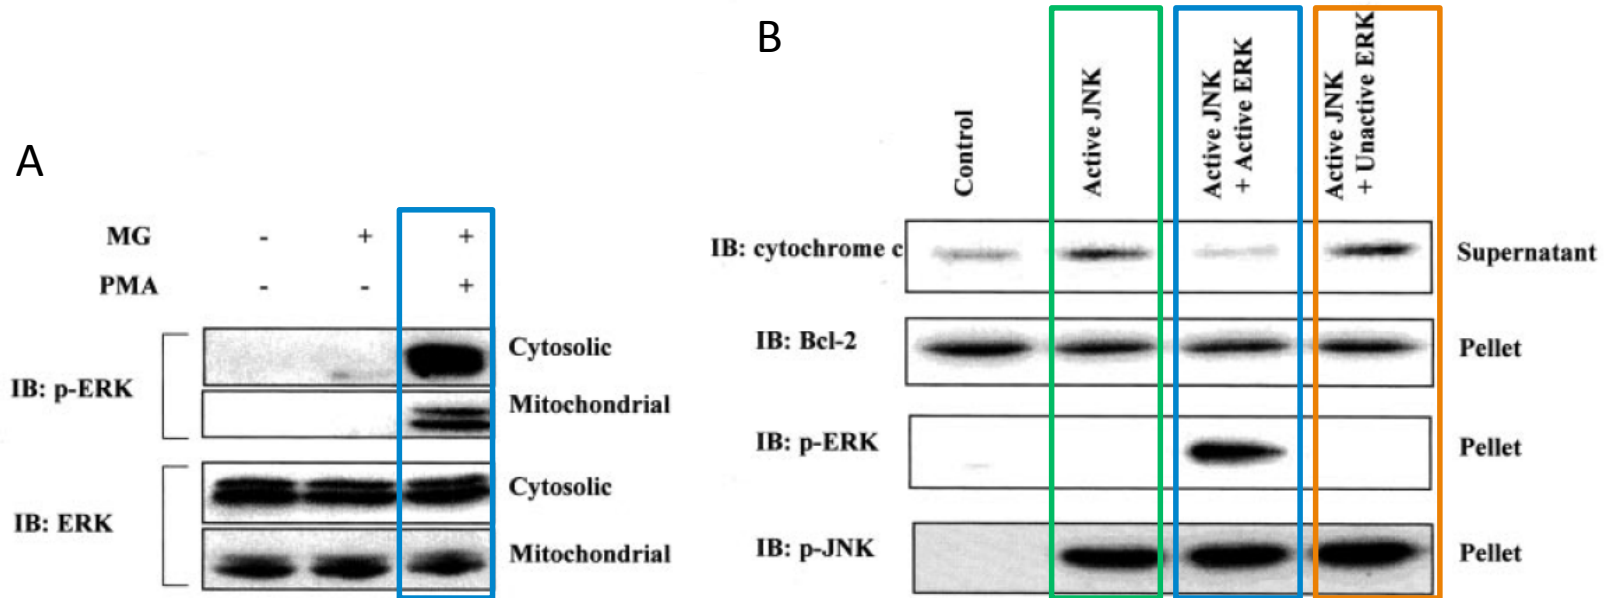 A
MG - + +
PMA - - +
IB: p-ERK
Cytosolic
Mitochondrial
IB: ERK
Cytosolic
Mitochondrial
B
Control
Active JNK
Active JNK
+ Active ERK
Active JNK
+ Unactive ERK
IB: cytochrome c
Supernatant
IB: Bcl-2
Pellet
IB: p-ERK
Pellet
IB: p-JNK
Pellet